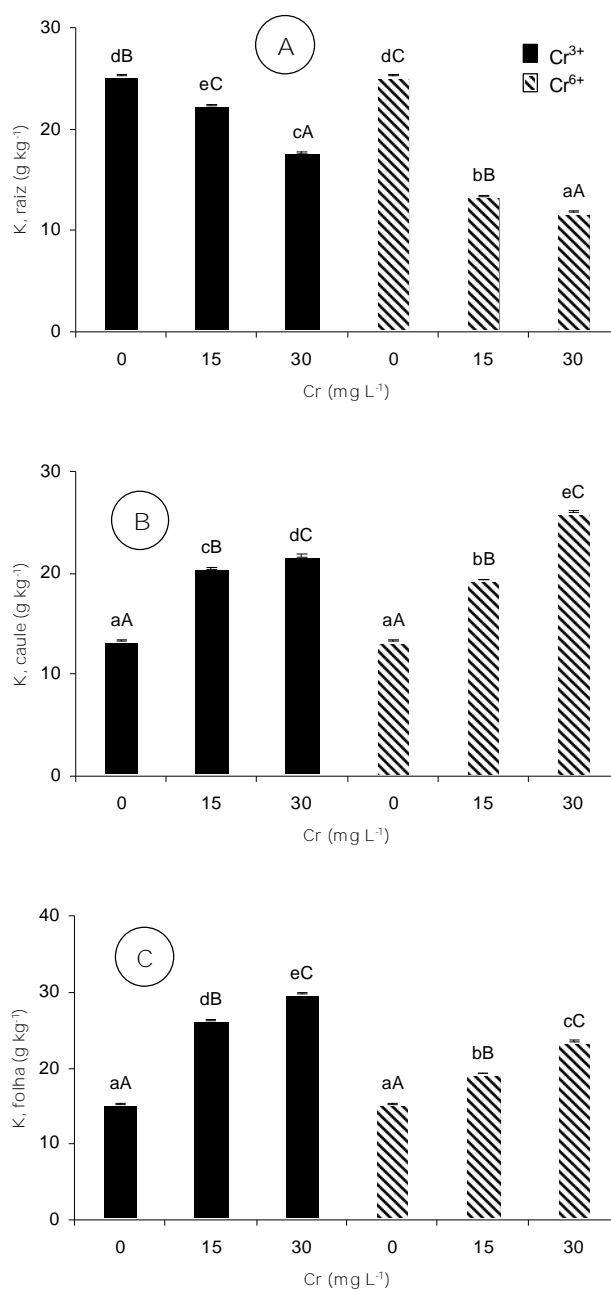 A
Cr³⁺
Cr⁶⁺
K, raiz (g kg⁻¹)
30
20
10
0
dB eC cA dC bB aA
0 15 30 0 15 30
Cr (mg L⁻¹)
B
K, caule (g kg⁻¹)
30
20
10
0
aA cB dC aA bB eC
0 15 30 0 15 30
Cr (mg L⁻¹)
C
K, folha (g kg⁻¹)
40
30
20
10
0
aA dB eC aA bB cC
0 15 30 0 15 30
Cr (mg L⁻¹)